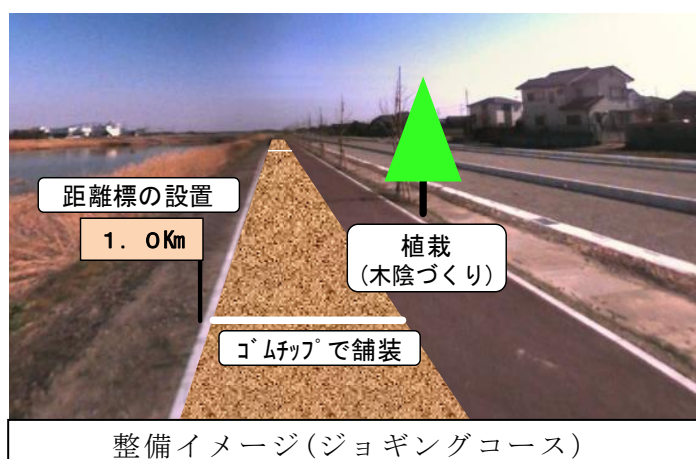 距離標の設置
１．０Km
植栽
(木陰づくり)
ｺﾞﾑﾁｯﾌﾟで舗装
整備イメージ(ジョギングコース)